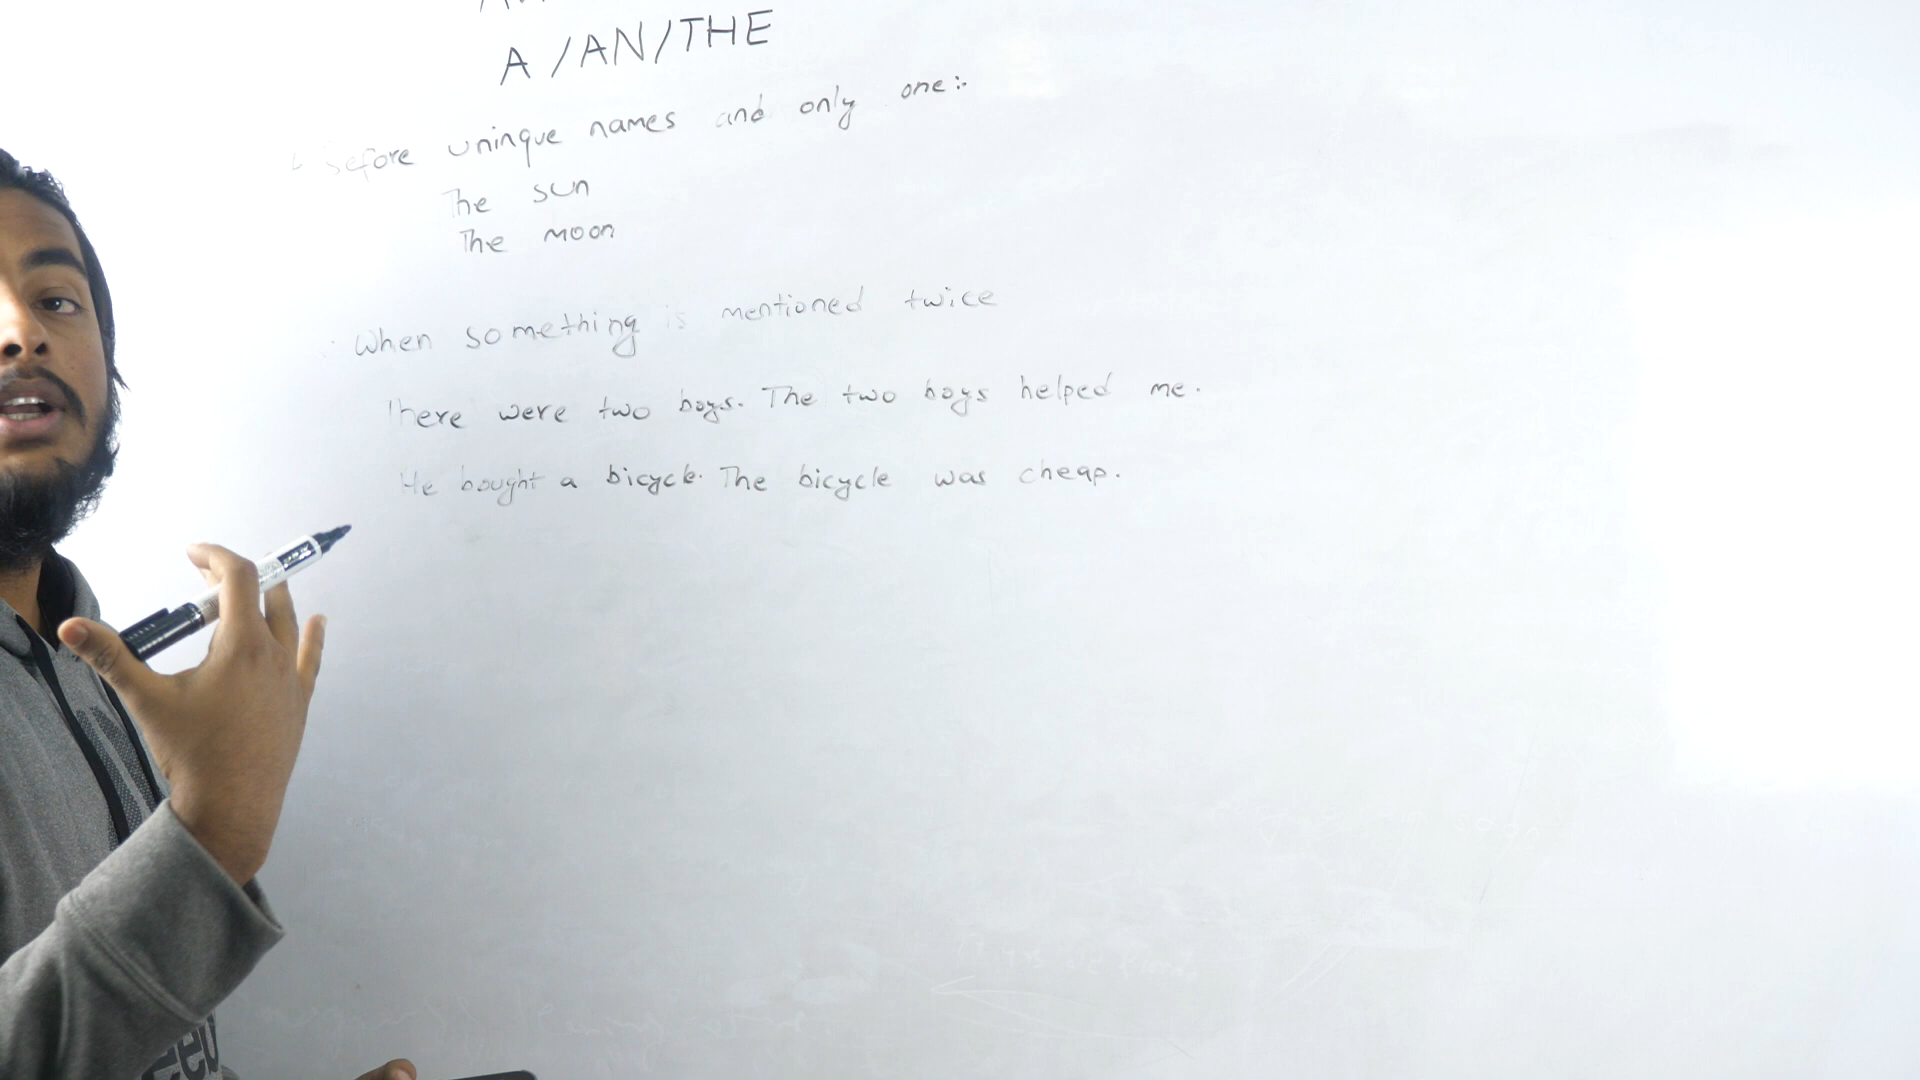 A/AN/THE
Before uninque names and only one:-
The sun
The moon
When something is mentioned twice
There were two boys. The two boys helped me.
He bought a bicycle. The bicycle was cheap.